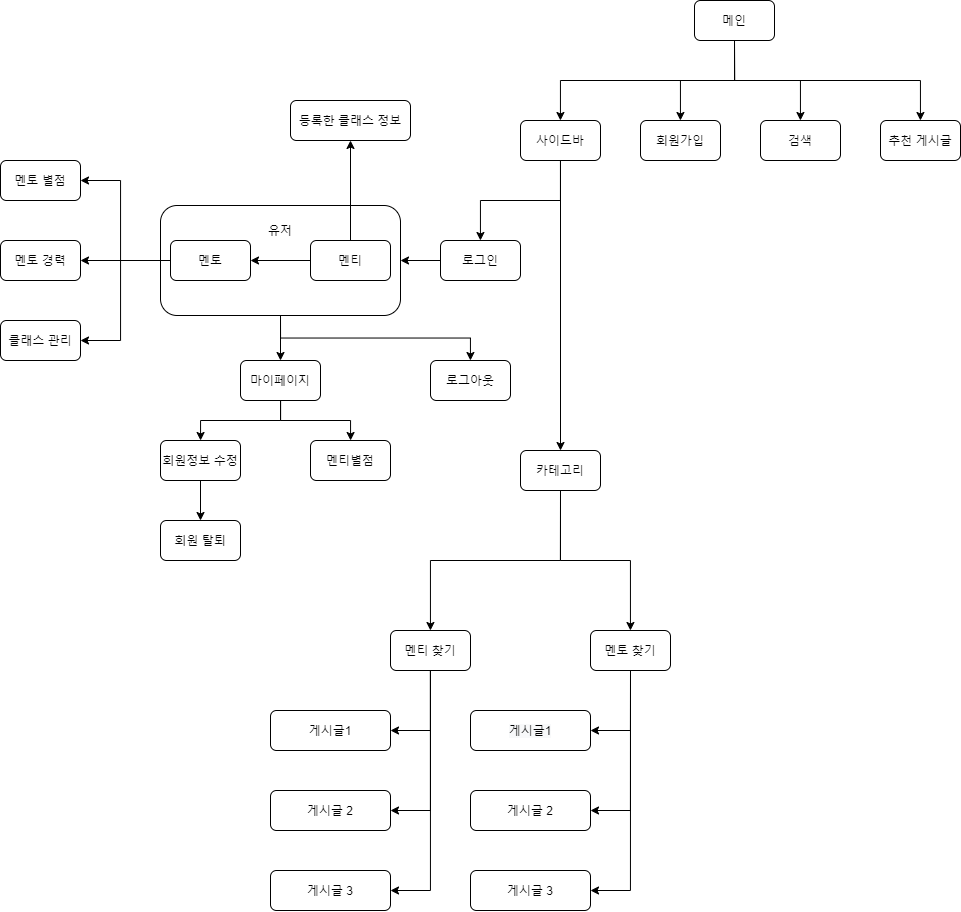 메인
등록한 클래스 정보
사이드바
회원가입
검색
추천 게시글
멘토 별점
유저
멘토 경력
멘토
멘티
로그인
클래스 관리
마이페이지
로그아웃
회원정보 수정
멘티별점
카테고리
회원 탈퇴
멘티 찾기
멘토 찾기
게시글1
게시글1
게시글 2
게시글 2
게시글 3
게시글 3